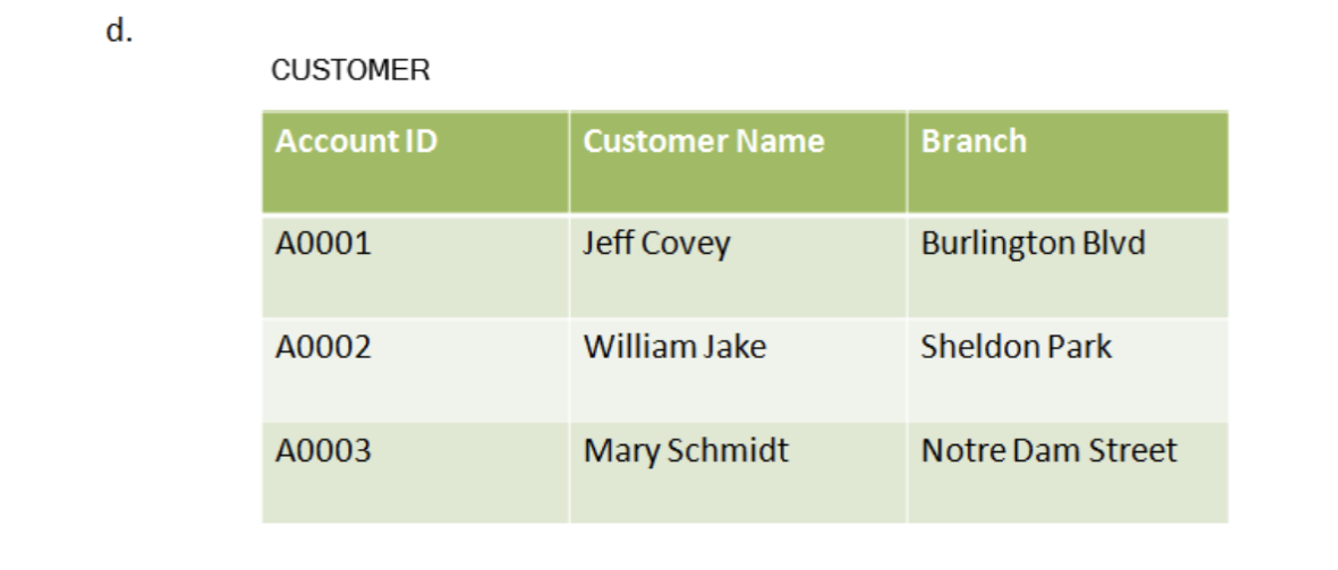 d.
CUSTOMER
Account ID Customer Name Branch
A0001 Jeff Covey Burlington Blvd
A0002 William Jake Sheldon Park
A0003 Mary Schmidt Notre Dam Street